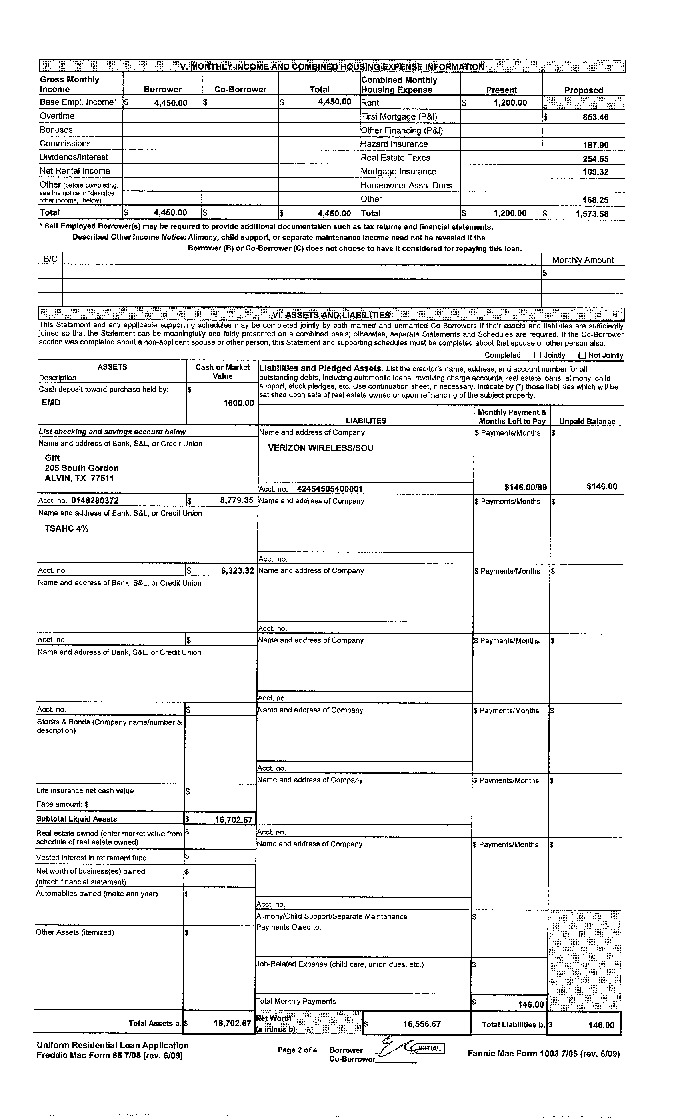 V. MONTHLY INCOME AND COMBINED HOUSING EXPENSE INFORMATION
Gross Monthly Income Borrower Co-Borrower Total Combined Monthly Housing Expense Present Proposed
Base Empl. Income* $ 4,450.00 $ $ 4,450.00 Rent $ 1,200.00
Overtime First Mortgage (P&I) $ 853.46
Bonuses Other Financing (P&I)
Commissions Hazard Insurance 187.90
Dividends/Interest Real Estate Taxes 254.65
Net Rental Income Mortgage Insurance 109.32
Other (before completing, see the notice in "describe other income," below) Homeowner Assn. Dues
Other 168.25
Total $ 4,450.00 $ $ 4,450.00 Total $ 1,200.00 $ 1,573.58
* Self Employed Borrower(s) may be required to provide additional documentation such as tax returns and financial statements.
Described Other Income Notice: Alimony, child support, or separate maintenance income need not be revealed if the
Borrower (B) or Co-Borrower (C) does not choose to have it considered for repaying this loan.
B/C Monthly Amount
$
VI. ASSETS AND LIABILITIES
This Statement and any applicable supporting schedules may be completed jointly by both married and unmarried Co-Borrowers if their assets and liabilities are sufficiently
joined so that the Statement can be meaningfully and fairly presented on a combined basis; otherwise, separate Statements and Schedules are required. If the Co-Borrower
section was completed about a non-applicant spouse or other person, this Statement and supporting schedules must be completed about that spouse or other person also.
Completed Jointly Not Jointly
ASSETS Cash or Market Value
Description
Cash deposit toward purchase held by: $
EMD 1600.00
Liabilities and Pledged Assets. List the creditor's name, address, and account number for all
outstanding debts, including automobile loans, revolving charge accounts, real estate loans, alimony, child
support, stock pledges, etc. Use continuation sheet, if necessary. Indicate by (*) those liabilities which will be
satisfied upon sale of real estate owned or upon refinancing of the subject property.
LIABILITIES Monthly Payment & Months Left to Pay Unpaid Balance
List checking and savings account below
Name and address of Bank, S&L, or Credit Union
Gift
205 South Gordon
ALVIN, TX 77511
Name and address of Company $ Payments/Months $
VERIZON WIRELESS/SOU
Acct. no. 42454505400001 $146.00/99 $146.00
Acct. no. 0148280372 $ 8,779.35 Name and address of Company $ Payments/Months $
Name and address of Bank, S&L, or Credit Union
TSAHC 4%
Acct. no.
Acct. no. $ 6,323.32 Name and address of Company $ Payments/Months $
Name and address of Bank, S&L, or Credit Union
Acct. no.
Acct. no. $ Name and address of Company $ Payments/Months $
Name and address of Bank, S&L, or Credit Union
Acct. no.
Acct. no. $ Name and address of Company $ Payments/Months $
Stocks & Bonds (Company name/number & description) $
Acct. no.
Name and address of Company $ Payments/Months $
Life insurance net cash value $
Face amount: $
Subtotal Liquid Assets $ 16,702.67
Acct. no.
Real estate owned (enter market value from schedule of real estate owned) $
Name and address of Company $ Payments/Months $
Vested interest in retirement fund $
Net worth of business(es) owned (attach financial statement) $
Automobiles owned (make and year) $
Acct. no.
Alimony/Child Support/Separate Maintenance Payments Owed to: $
Other Assets (itemized) $
Job-Related Expense (child care, union dues, etc.) $
Total Monthly Payments $ 146.00
Total Assets a. $ 16,702.67 Net Worth (a minus b) $ 16,556.67 Total Liabilities b. $ 146.00
Uniform Residential Loan Application
Freddie Mac Form 65 7/05 (rev. 6/09)
Page 2 of 4
Borrower
Co-Borrower
Fannie Mae Form 1003 7/05 (rev. 6/09)